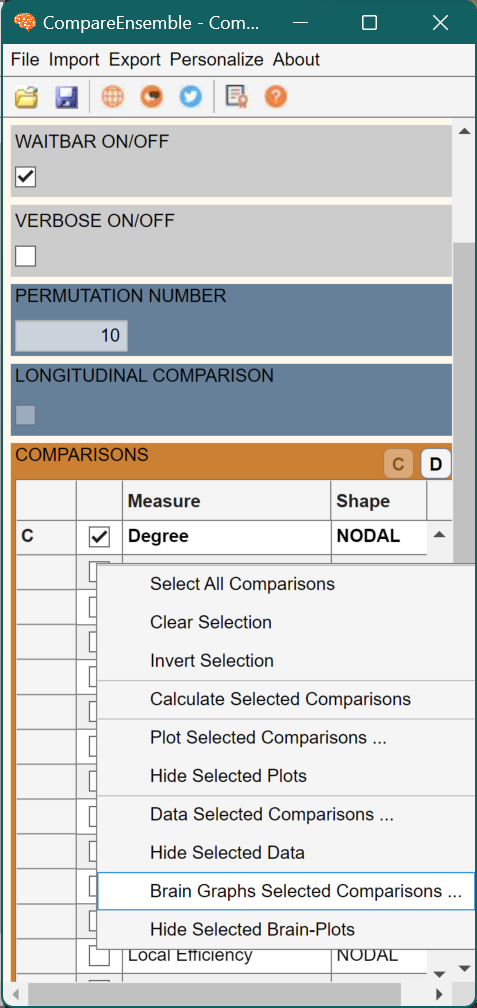 CompareEnsemble - Com...
File Import Export Personalize About
WAITBAR ON/OFF
VERBOSE ON/OFF
PERMUTATION NUMBER
10
LONGITUDINAL COMPARISON
COMPARISONS
C D
Measure Shape
C Degree NODAL
Select All Comparisons
Clear Selection
Invert Selection
Calculate Selected Comparisons
Plot Selected Comparisons ...
Hide Selected Plots
Data Selected Comparisons ...
Hide Selected Data
Brain Graphs Selected Comparisons ...
Hide Selected Brain-Plots
Local Efficiency NODAL